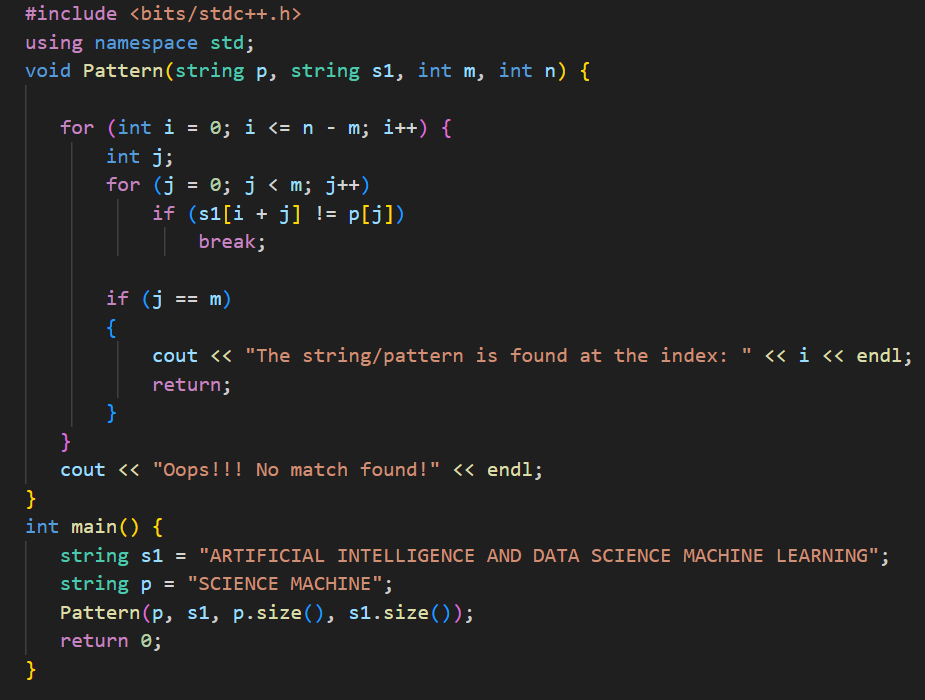 #include <bits/stdc++.h>
using namespace std;
void Pattern(string p, string s1, int m, int n) {
for (int i = 0; i <= n - m; i++) {
int j;
for (j = 0; j < m; j++)
if (s1[i + j] != p[j])
break;
if (j == m)
{
cout << "The string/pattern is found at the index: " << i << endl;
return;
}
}
cout << "Oops!!! No match found!" << endl;
}
int main() {
string s1 = "ARTIFICIAL INTELLIGENCE AND DATA SCIENCE MACHINE LEARNING";
string p = "SCIENCE MACHINE";
Pattern(p, s1, p.size(), s1.size());
return 0;
}